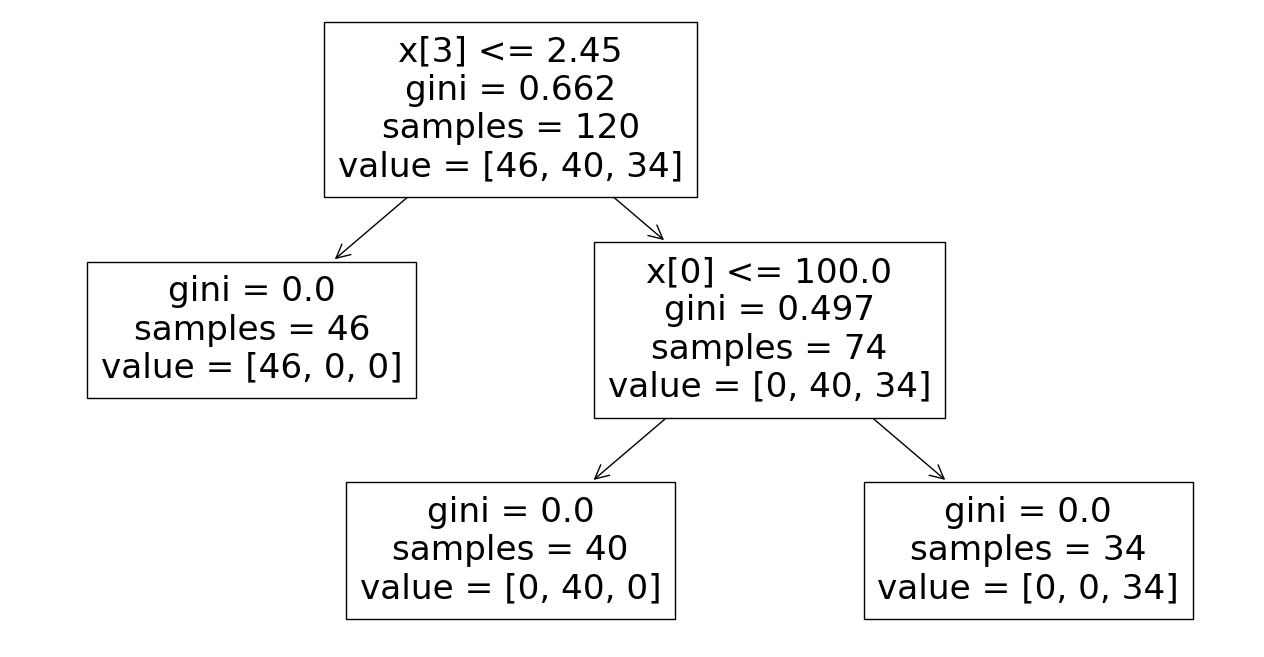 x[3] <= 2.45
gini = 0.662
samples = 120
value = [46, 40, 34]
gini = 0.0
samples = 46
value = [46, 0, 0]
x[0] <= 100.0
gini = 0.497
samples = 74
value = [0, 40, 34]
gini = 0.0
samples = 40
value = [0, 40, 0]
gini = 0.0
samples = 34
value = [0, 0, 34]